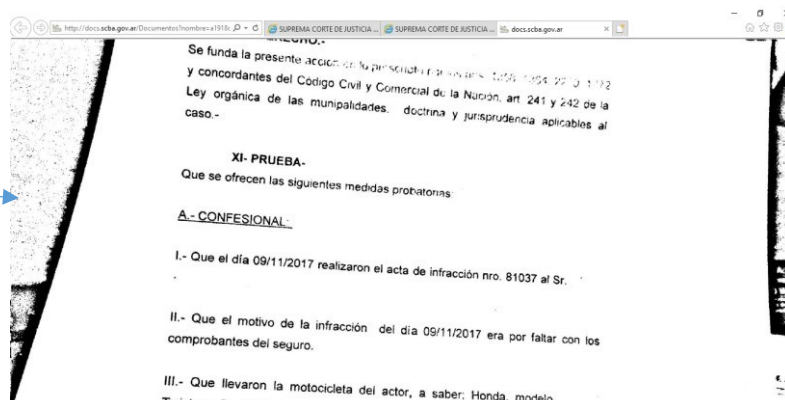 http://docs.scba.gov.ar/Documentos?nombre=a1918c
SUPREMA CORTE DE JUSTICIA ...
SUPREMA CORTE DE JUSTICIA ...
docs.scba.gov.ar
Se funda la presente accion en lo
y concordantes del Código Civil y Comercial de la Nación, art 241 y 242 de la
Ley orgánica de las munipalidades, doctrina y jurisprudencia aplicables al
caso.-
XI- PRUEBA-
Que se ofrecen las siguientes medidas probatorias
A.- CONFESIONAL:
I.- Que el día 09/11/2017 realizaron el acta de infracción nro. 81037 al Sr.
II.- Que el motivo de la infracción del día 09/11/2017 era por faltar con los
comprobantes del seguro.
III.- Que llevaron la motocicleta del actor, a saber: Honda, modelo